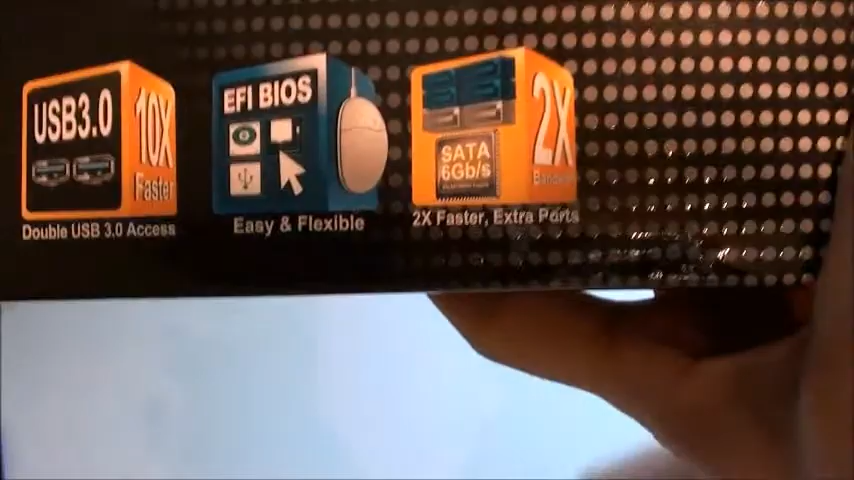 USB3.0
10X
Faster
Double USB 3.0 Access
EFI BIOS
Easy & Flexible
SATA
6Gb/s
2X
Bandwidth
2X Faster, Extra Ports